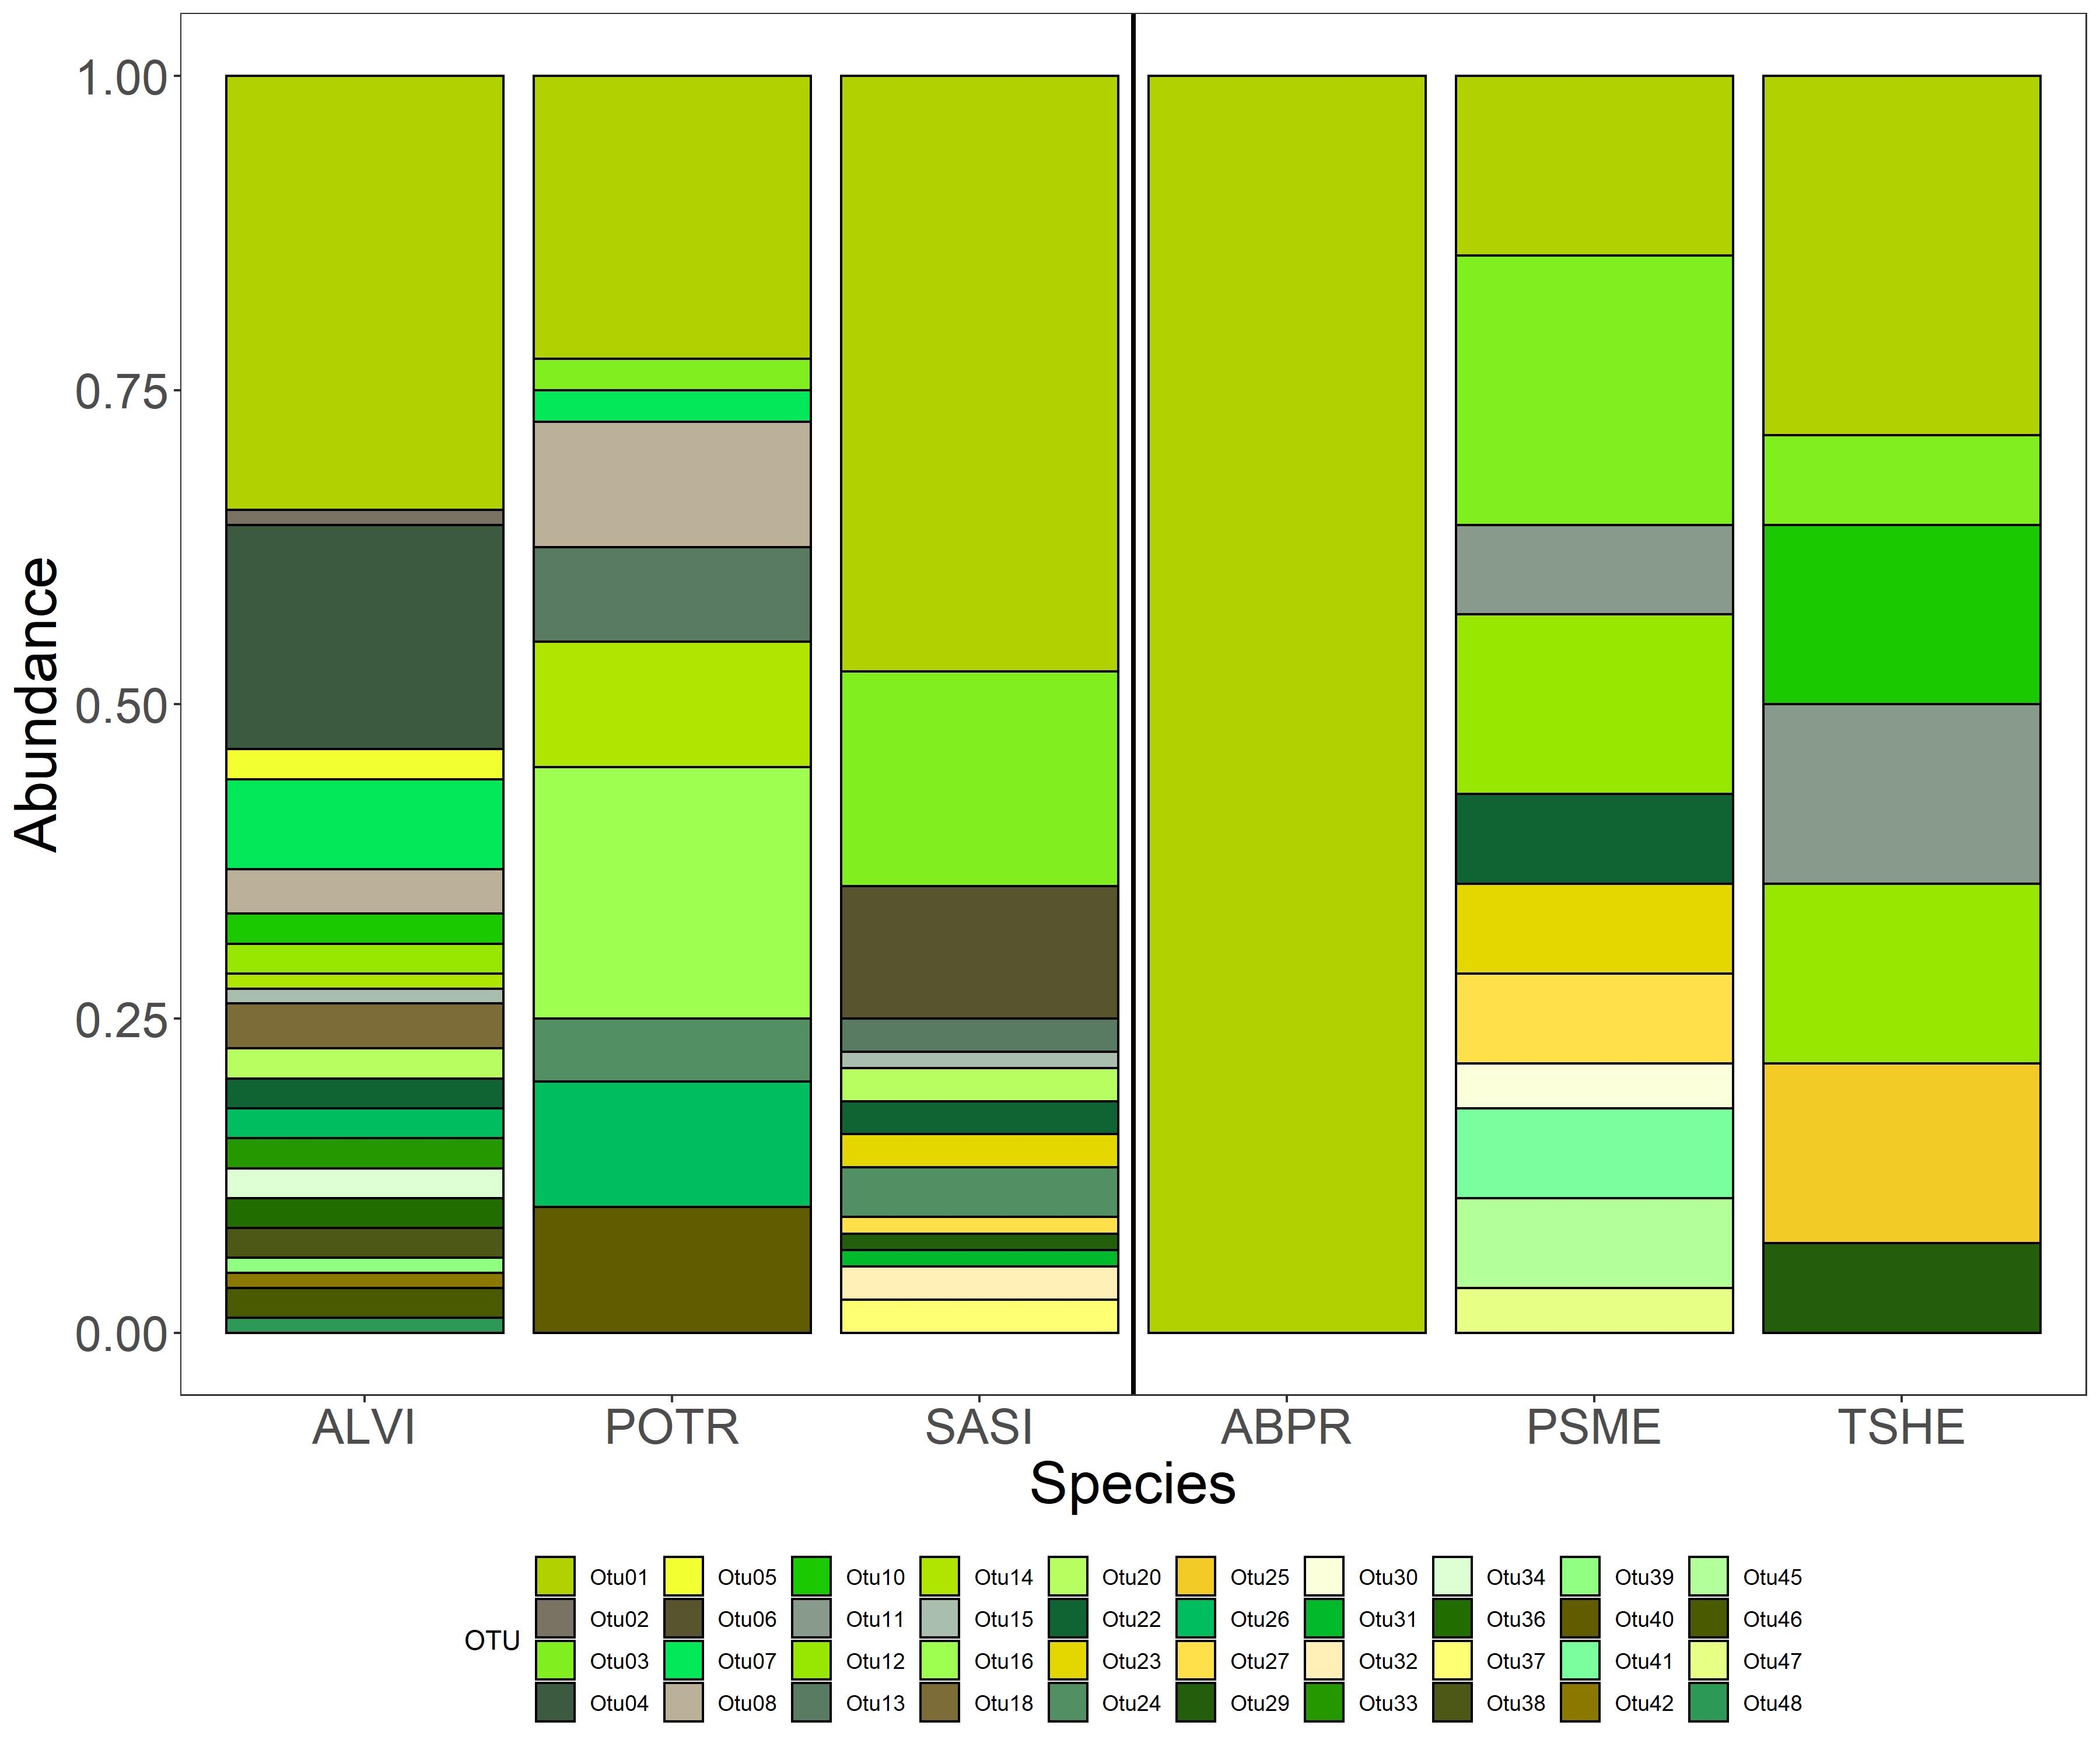 Abundance
1.00
0.75
0.50
0.25
0.00
ALVI POTR SASI ABPR PSME TSHE
Species
OTU
Otu01 Otu05 Otu10 Otu14 Otu20 Otu25 Otu30 Otu34 Otu39 Otu45
Otu02 Otu06 Otu11 Otu15 Otu22 Otu26 Otu31 Otu36 Otu40 Otu46
Otu03 Otu07 Otu12 Otu16 Otu23 Otu27 Otu32 Otu37 Otu41 Otu47
Otu04 Otu08 Otu13 Otu18 Otu24 Otu29 Otu33 Otu38 Otu42 Otu48